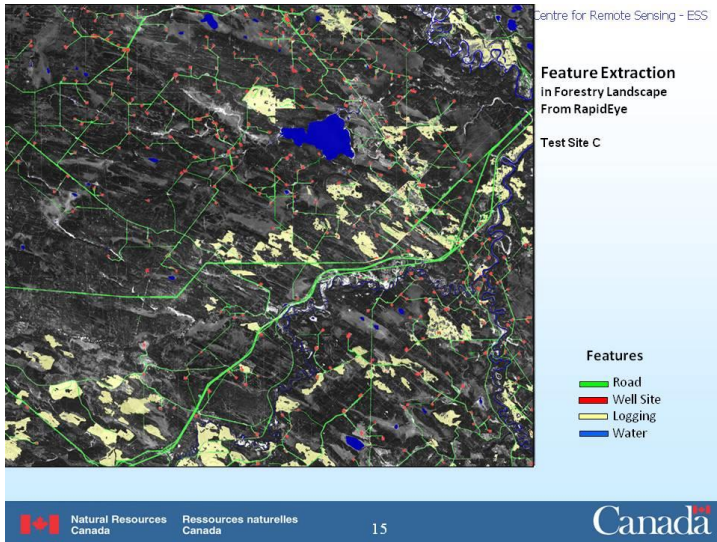 Centre for Remote Sensing - ESS
Feature Extraction
in Forestry Landscape
From RapidEye
Test Site C
Features
Road
Well Site
Logging
Water
Natural Resources Canada
Ressources naturelles Canada
15
Canada